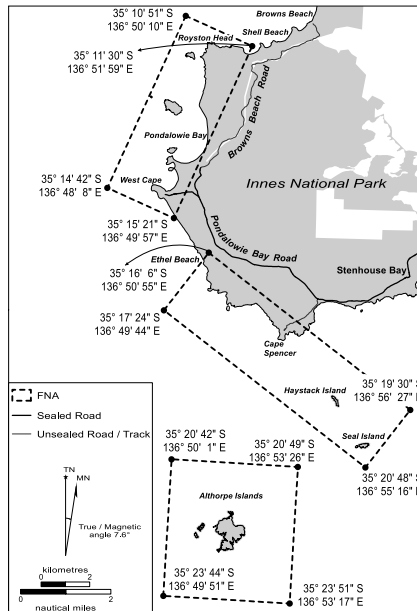 35° 10' 51" S
136° 50' 10" E
Browns Beach
Shell Beach
Royston Head
35° 11' 30" S
136° 51' 59" E
Browns Beach Road
Pondalowie Bay
West Cape
35° 14' 42" S
136° 48' 8" E
Innes National Park
35° 15' 21" S
136° 49' 57" E
Pondalowie Bay Road
Ethel Beach
35° 16' 6" S
136° 50' 55" E
Stenhouse Bay
35° 17' 24" S
136° 49' 44" E
Cape
Spencer
Haystack Island
35° 19' 30" S
136° 56' 27" E
Seal Island
35° 20' 48" S
136° 55' 16" E
35° 20' 42" S
136° 50' 1" E
35° 20' 49" S
136° 53' 26" E
Althorpe Islands
35° 23' 44" S
136° 49' 51" E
35° 23' 51" S
136° 53' 17" E
FNA
Sealed Road
Unsealed Road / Track
TN
MN
True / Magnetic
angle 7.6°
kilometres
0 2
0 2
nautical miles